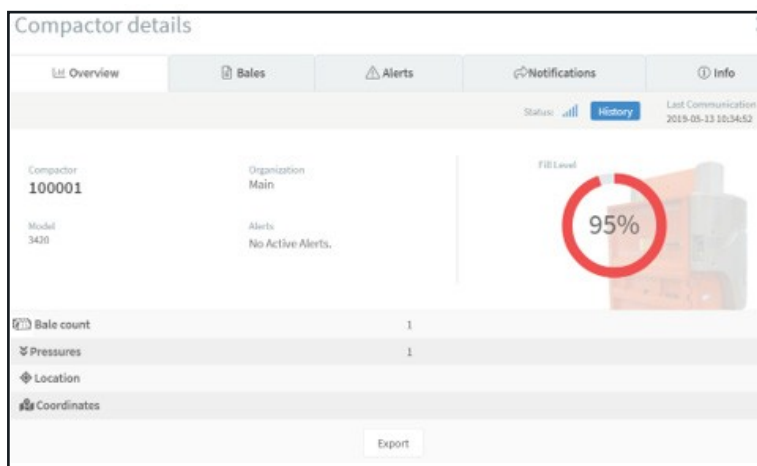 Compactor details
Overview
Bales
Alerts
Notifications
Info
Status:
History
Last Communication
2019-05-13 10:34:52
Compactor
100001
Organization
Main
Fill Level
95%
Model
3420
Alerts
No Active Alerts.
Bale count 1
Pressures 1
Location
Coordinates
Export